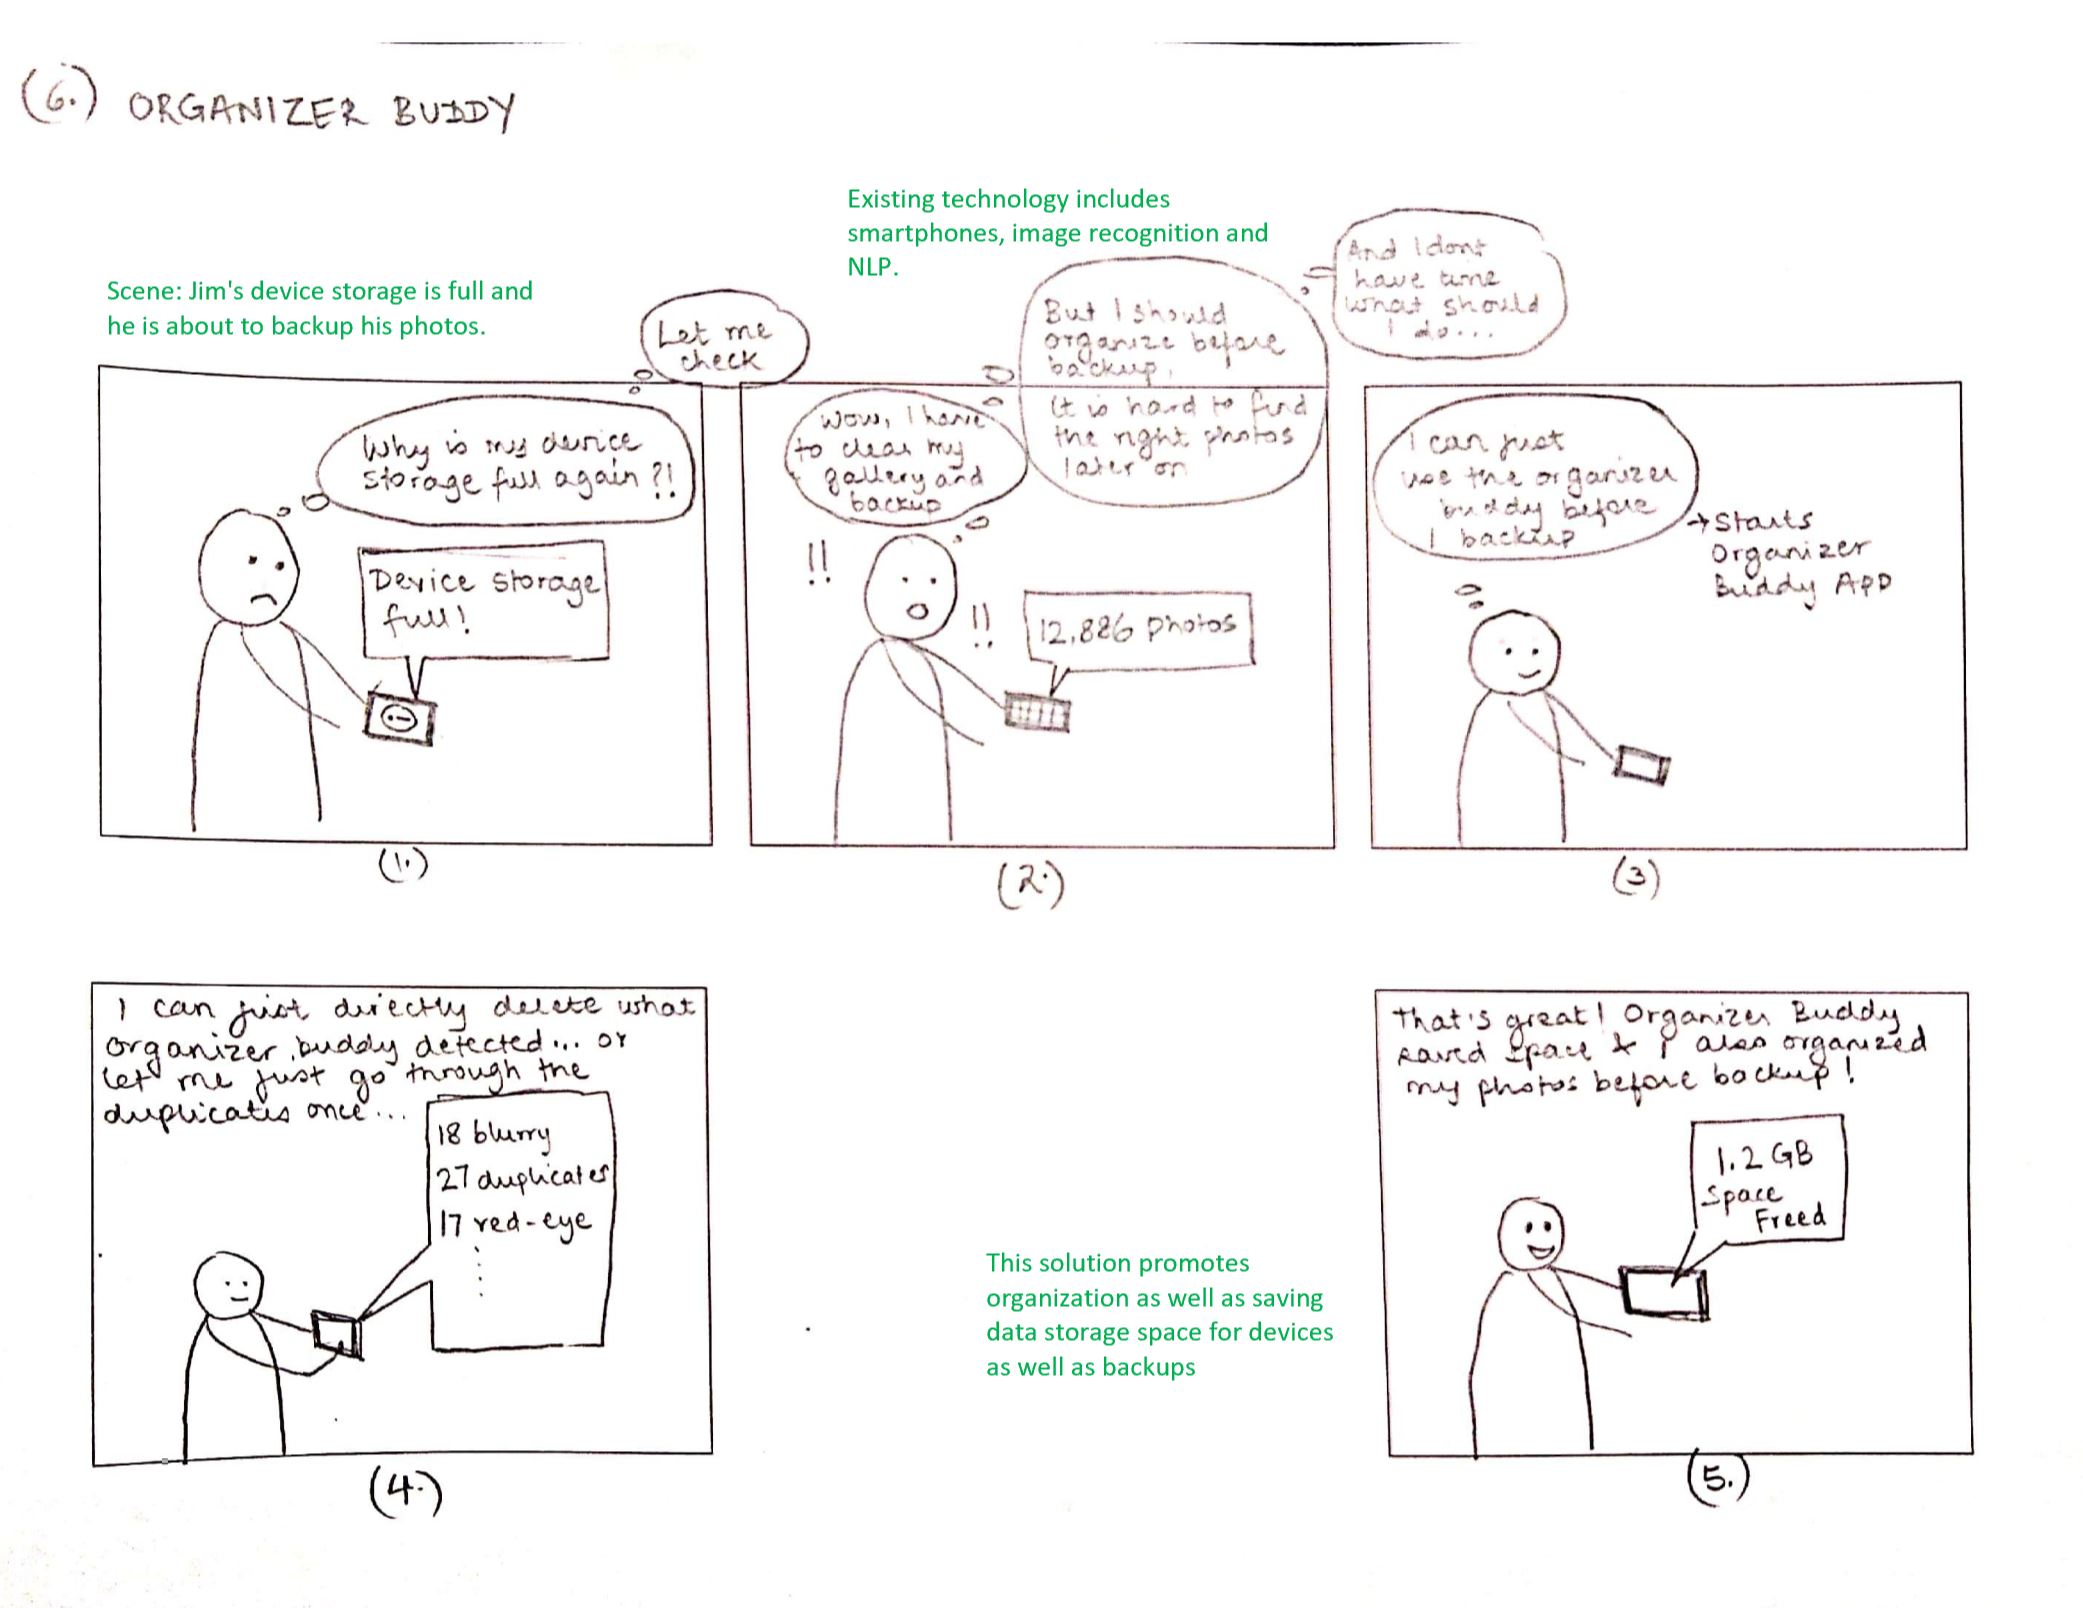 (6.) ORGANIZER BUDDY
Existing technology includes
smartphones, image recognition and
NLP.
Scene: Jim's device storage is full and
he is about to backup his photos.
Why is my device
storage full again ?!
Device storage
full!
Let me
check
(1.)
Wow, I have
to clear my
gallery and
backup
But I should
organize before
backup.
It is hard to find
the right photos
later on
And I dont
have time
what should
I do...
!!
!!
12,886 photos
(2.)
I can just
use the organizer
buddy before
I backup
→ Starts
Organizer
Buddy App
(3)
I can just directly delete what
organizer buddy detected... or
let me just go through the
duplicates once...
18 blurry
27 duplicates
17 red-eye
(4.)
This solution promotes
organization as well as saving
data storage space for devices
as well as backups
That's great! Organizer Buddy
saved space & I also organized
my photos before backup!
1.2 GB
Space
Freed
(5.)